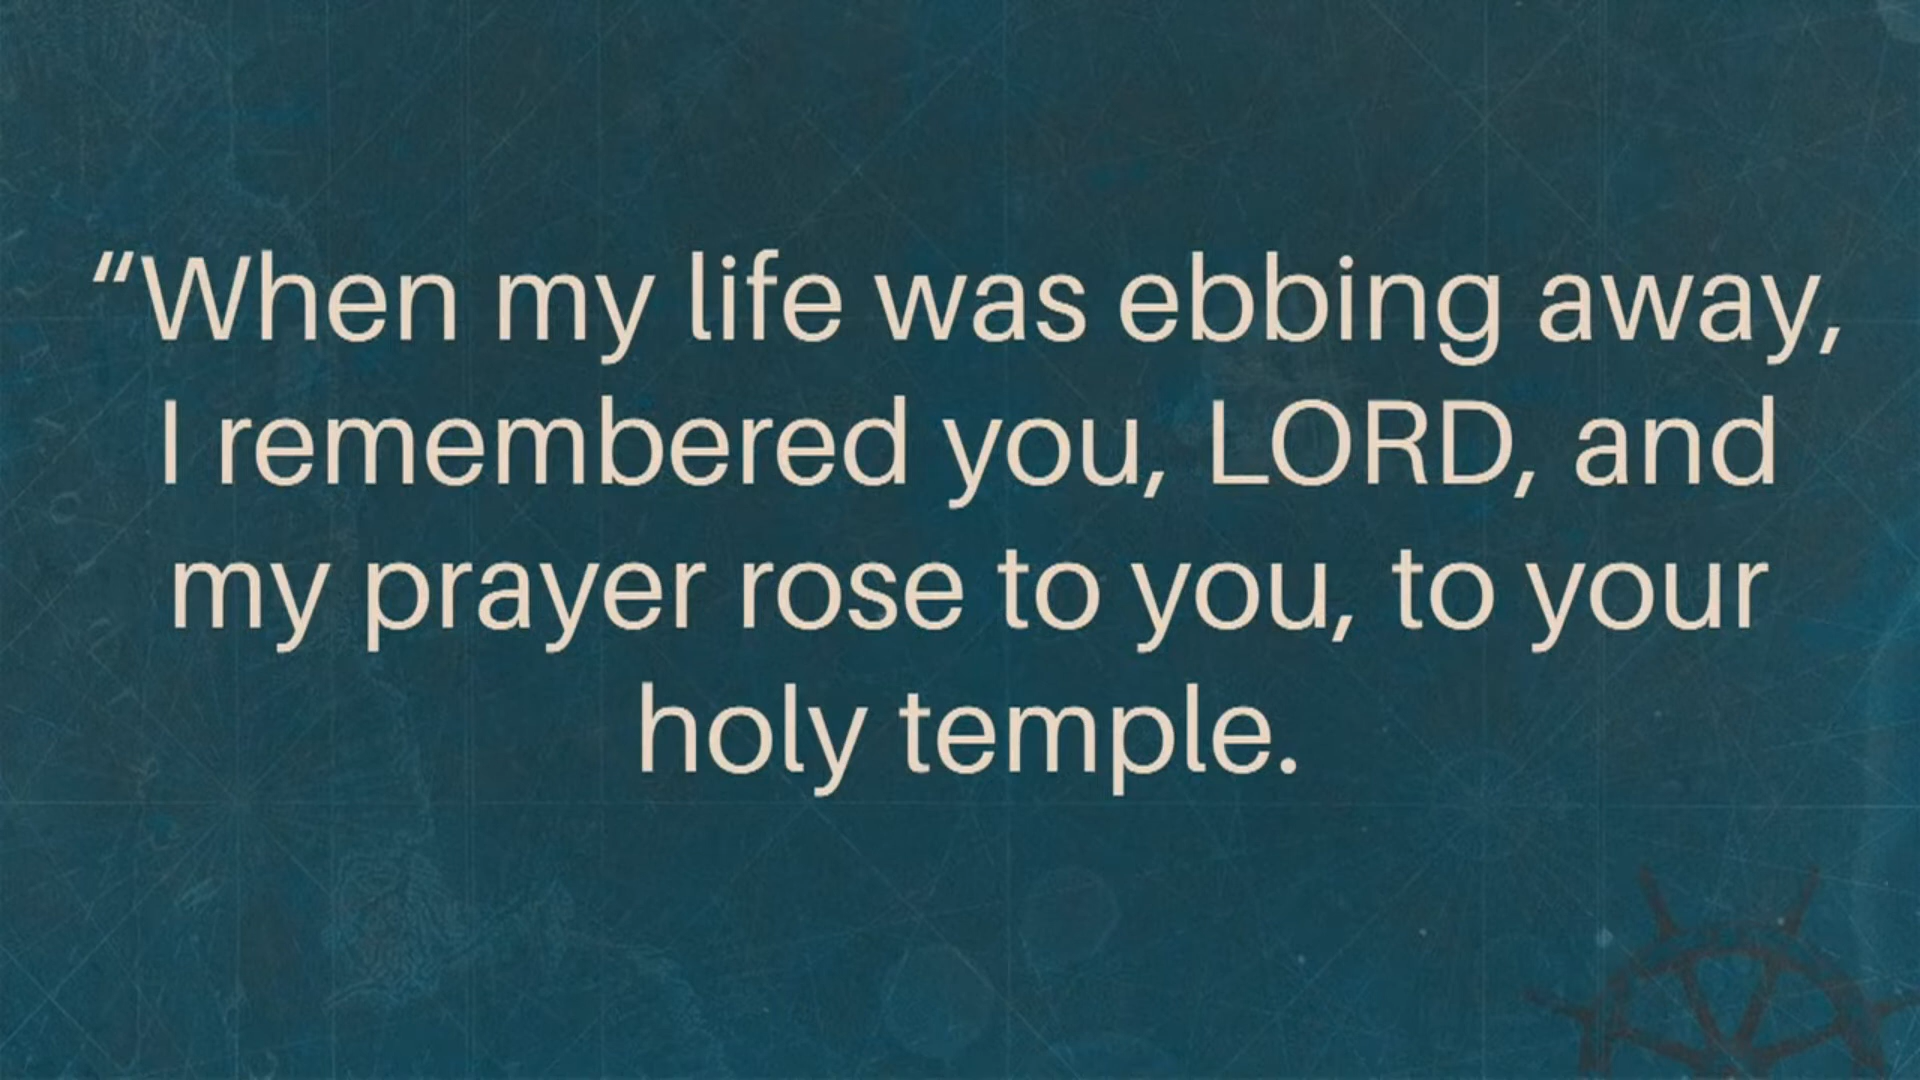 “When my life was ebbing away,
I remembered you, LORD, and
my prayer rose to you, to your
holy temple.